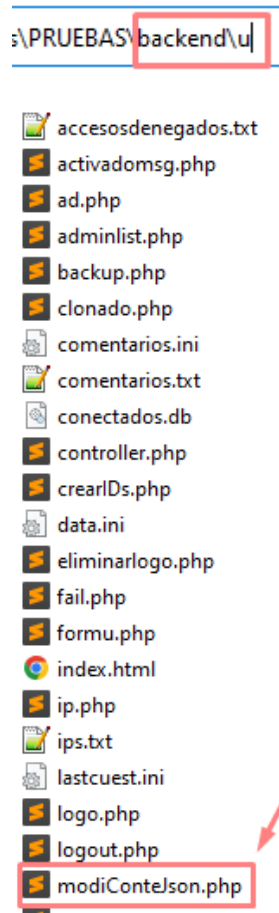 s\PRUEBAS\backend\u
accesosdenegados.txt
activadomsg.php
ad.php
adminlist.php
backup.php
clonado.php
comentarios.ini
comentarios.txt
conectados.db
controller.php
crearIDs.php
data.ini
eliminarlogo.php
fail.php
formu.php
index.html
ip.php
ips.txt
lastcuest.ini
logo.php
logout.php
modiConteJson.php